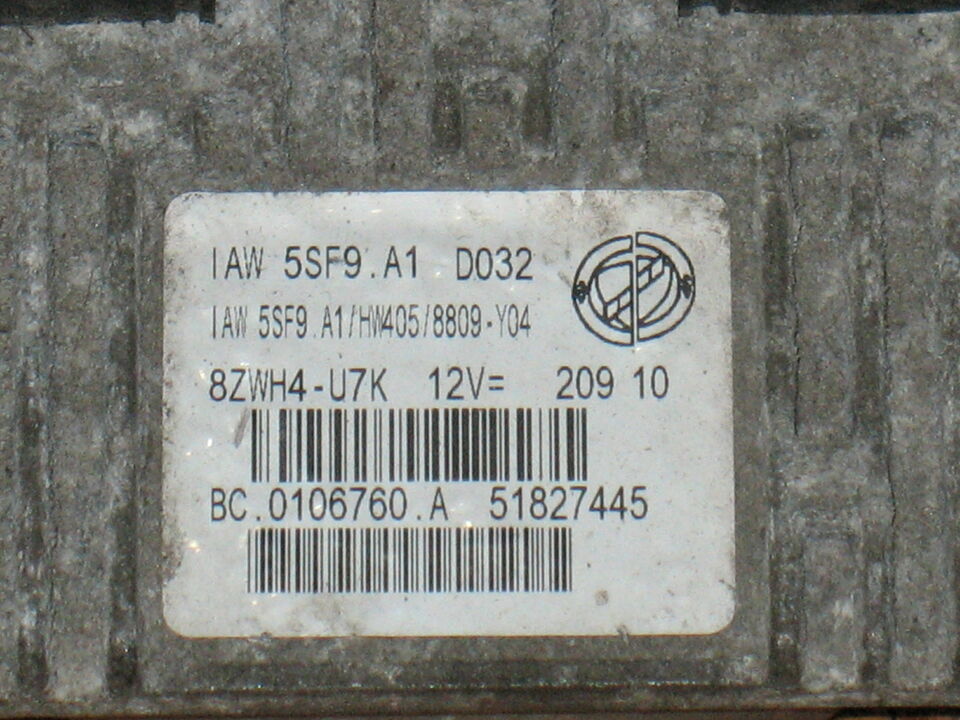 IAW 5SF9.A1 D032
IAW 5SF9.A1/HW405/8809-Y04
8ZWH4-U7K 12V= 209 10
BC.0106760.A 51827445